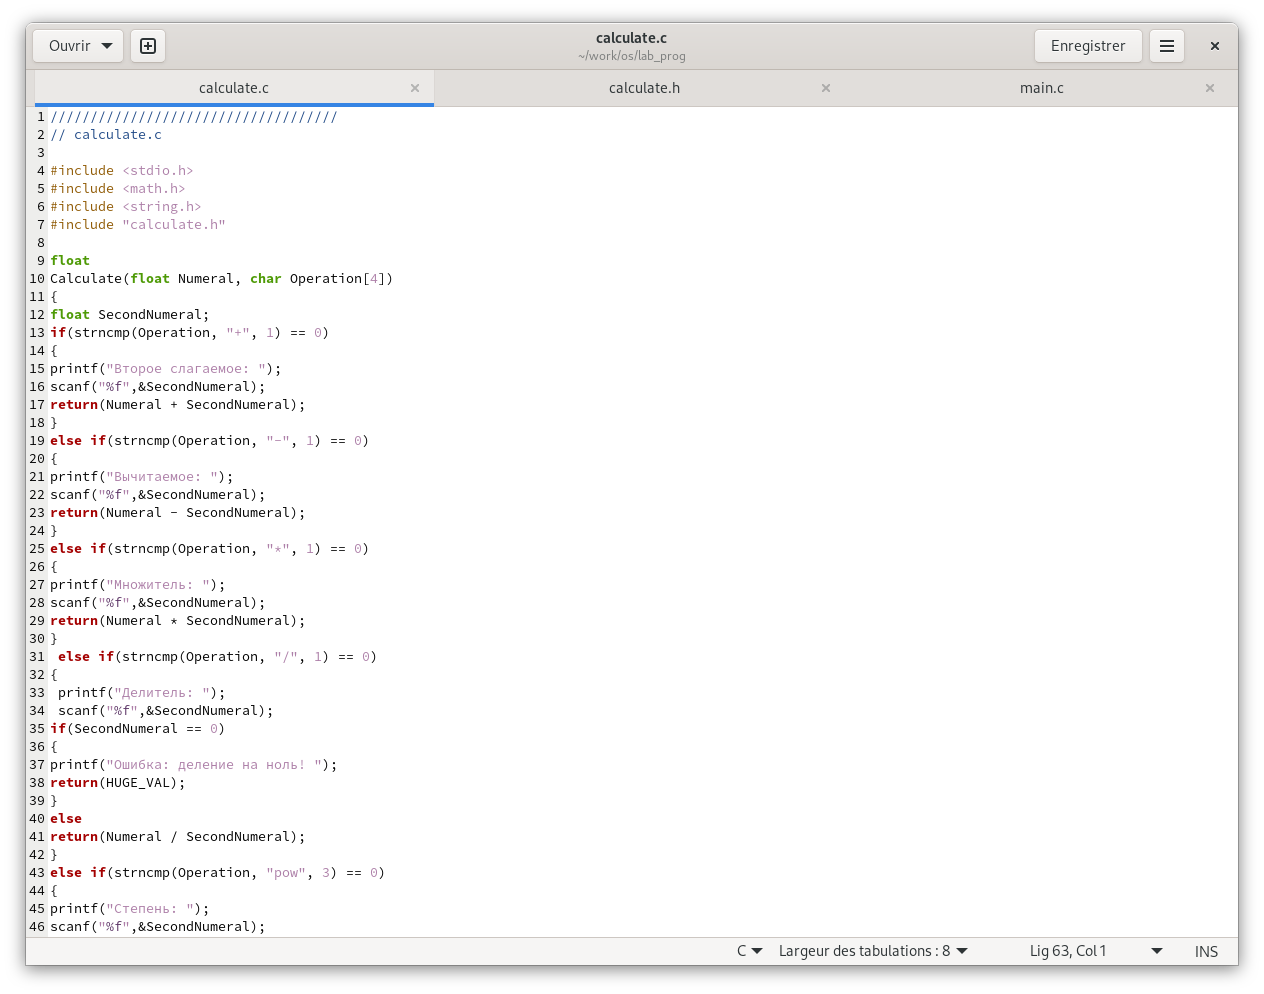 Ouvrir
calculate.c
~/work/os/lab_prog
Enregistrer
calculate.c
calculate.h
main.c
1 ////////////////////////////////////
2 // calculate.c
3
4 #include <stdio.h>
5 #include <math.h>
6 #include <string.h>
7 #include "calculate.h"
8
9 float
10 Calculate(float Numeral, char Operation[4])
11 {
12 float SecondNumeral;
13 if(strncmp(Operation, "+", 1) == 0)
14 {
15 printf("Второе слагаемое: ");
16 scanf("%f",&SecondNumeral);
17 return(Numeral + SecondNumeral);
18 }
19 else if(strncmp(Operation, "-", 1) == 0)
20 {
21 printf("Вычитаемое: ");
22 scanf("%f",&SecondNumeral);
23 return(Numeral - SecondNumeral);
24 }
25 else if(strncmp(Operation, "*", 1) == 0)
26 {
27 printf("Множитель: ");
28 scanf("%f",&SecondNumeral);
29 return(Numeral * SecondNumeral);
30 }
31  else if(strncmp(Operation, "/", 1) == 0)
32 {
33  printf("Делитель: ");
34  scanf("%f",&SecondNumeral);
35 if(SecondNumeral == 0)
36 {
37 printf("Ошибка: деление на ноль! ");
38 return(HUGE_VAL);
39 }
40 else
41 return(Numeral / SecondNumeral);
42 }
43 else if(strncmp(Operation, "pow", 3) == 0)
44 {
45 printf("Степень: ");
46 scanf("%f",&SecondNumeral);
C
Largeur des tabulations : 8
Lig 63, Col 1
INS